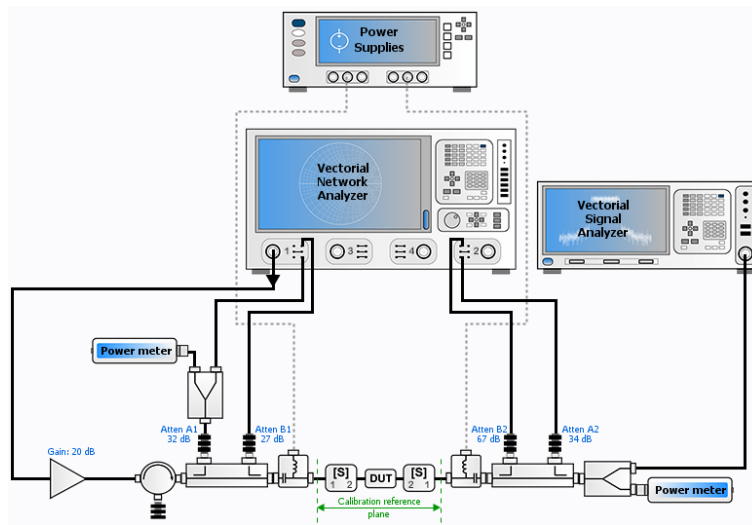 Power
Supplies
Vectorial
Network
Analyzer
Vectorial
Signal
Analyzer
1
3
4
2
Power meter
Atten A1
32 dB
Atten B1
27 dB
Atten B2
67 dB
Atten A2
34 dB
Gain: 20 dB
[S]
1 2
DUT
[S]
2 1
Power meter
Calibration reference
plane